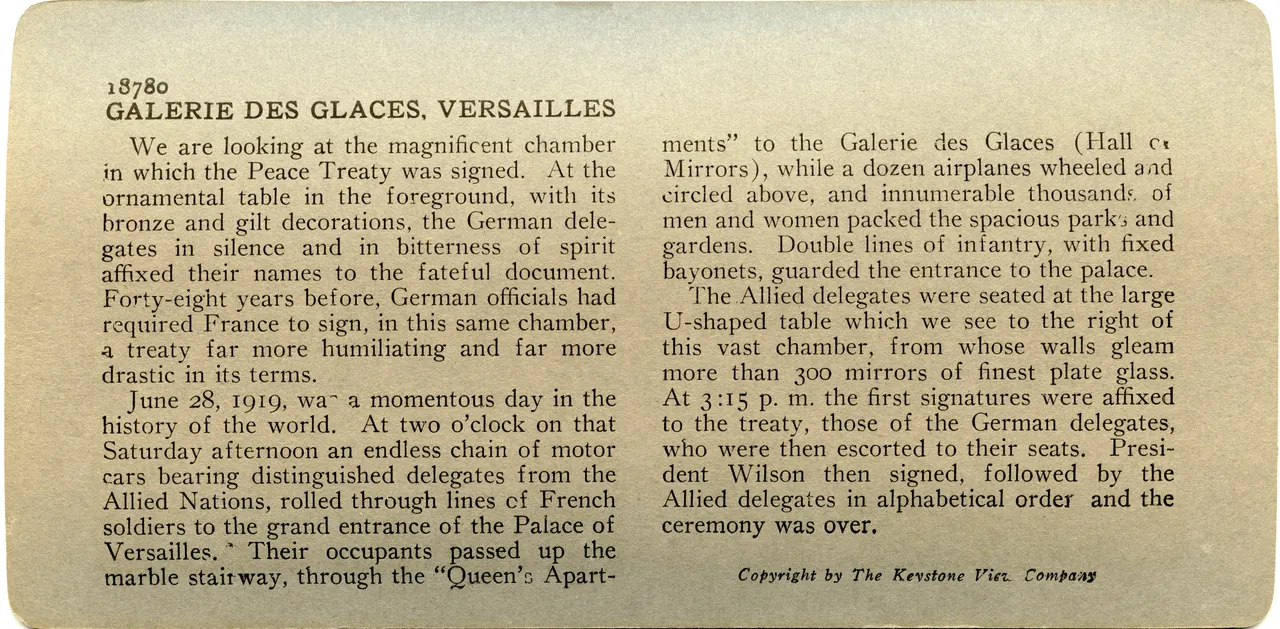 18780
GALERIE DES GLACES, VERSAILLES
We are looking at the magnificent chamber
in which the Peace Treaty was signed. At the
ornamental table in the foreground, with its
bronze and gilt decorations, the German dele-
gates in silence and in bitterness of spirit
affixed their names to the fateful document.
Forty-eight years before, German officials had
required France to sign, in this same chamber,
a treaty far more humiliating and far more
drastic in its terms.
June 28, 1919, was a momentous day in the
history of the world. At two o'clock on that
Saturday afternoon an endless chain of motor
cars bearing distinguished delegates from the
Allied Nations, rolled through lines of French
soldiers to the grand entrance of the Palace of
Versailles. Their occupants passed up the
marble stairway, through the "Queen's Apart-
ments" to the Galerie des Glaces (Hall of
Mirrors), while a dozen airplanes wheeled and
circled above, and innumerable thousands of
men and women packed the spacious parks and
gardens. Double lines of infantry, with fixed
bayonets, guarded the entrance to the palace.
The Allied delegates were seated at the large
U-shaped table which we see to the right of
this vast chamber, from whose walls gleam
more than 300 mirrors of finest plate glass.
At 3:15 p. m. the first signatures were affixed
to the treaty, those of the German delegates,
who were then escorted to their seats. Presi-
dent Wilson then signed, followed by the
Allied delegates in alphabetical order and the
ceremony was over.
Copyright by The Keystone View Company